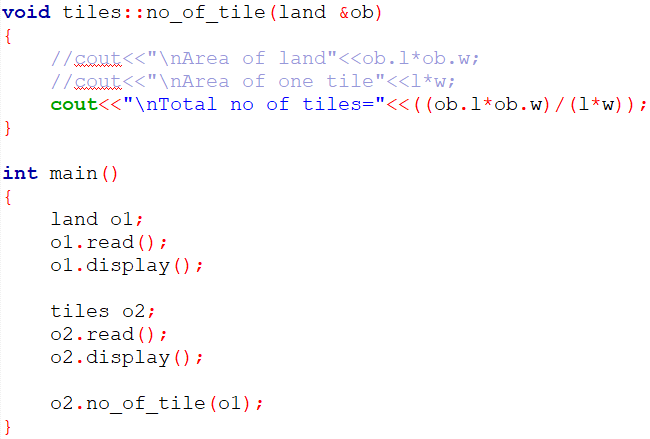 void tiles::no_of_tile(land &ob)
{
    //cout<<"\nArea of land"<<ob.l*ob.w;
    //cout<<"\nArea of one tile"<<l*w;
    cout<<"\nTotal no of tiles="<<((ob.l*ob.w)/(l*w));
}

int main()
{
    land o1;
    o1.read();
    o1.display();

    tiles o2;
    o2.read();
    o2.display();

    o2.no_of_tile(o1);
}